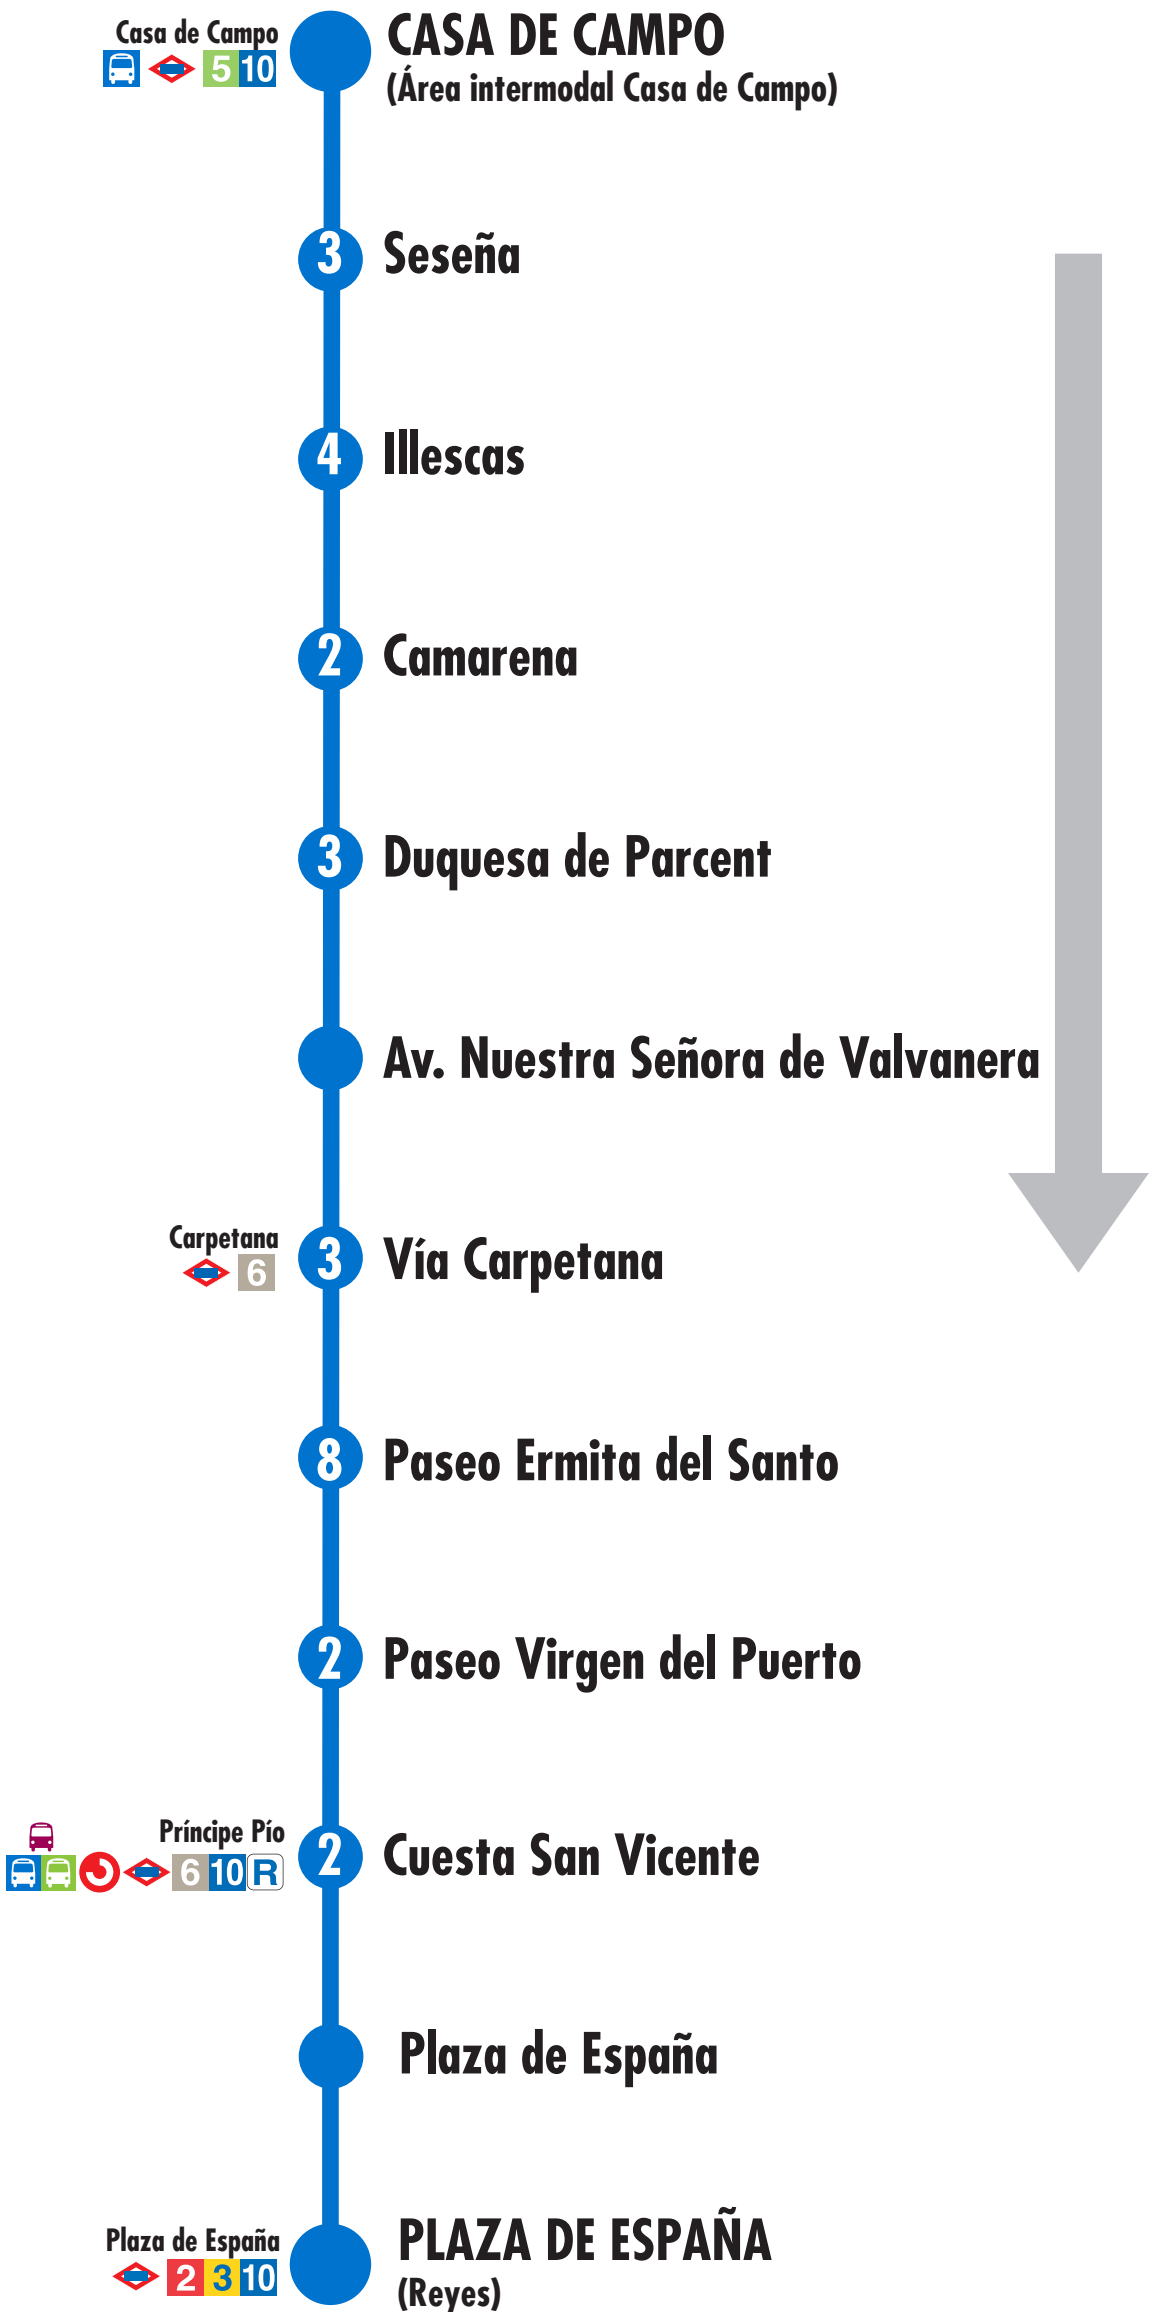 Casa de Campo
5 10
CASA DE CAMPO
(Área intermodal Casa de Campo)
3 Seseña
4 Illescas
2 Camarena
3 Duquesa de Parcent
Av. Nuestra Señora de Valvanera
Carpetana
6
3 Vía Carpetana
8 Paseo Ermita del Santo
2 Paseo Virgen del Puerto
Príncipe Pío
6 10 R
2 Cuesta San Vicente
Plaza de España
Plaza de España
2 3 10
PLAZA DE ESPAÑA
(Reyes)